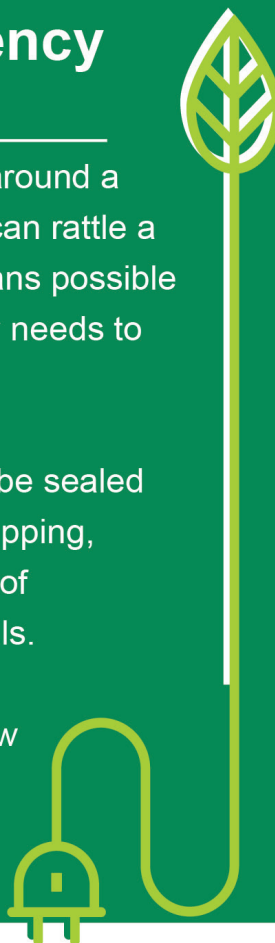 ency
around a
can rattle a
ans possible
needs to
be sealed
pping,
of
ls.
w